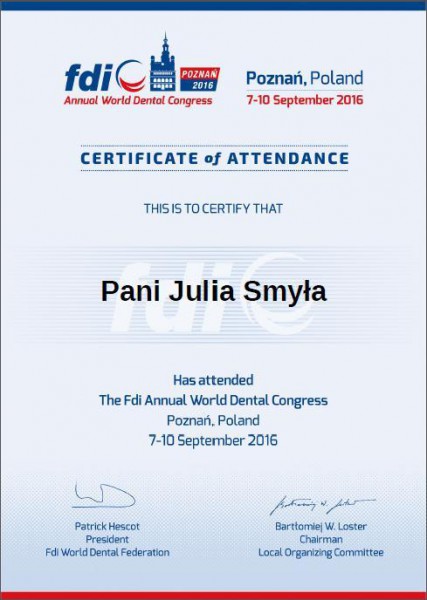 fdi POZNAŃ 2016
Annual World Dental Congress
Poznań, Poland
7-10 September 2016
CERTIFICATE of ATTENDANCE
THIS IS TO CERTIFY THAT
fdi
Pani Julia Smyła
Has attended
The Fdi Annual World Dental Congress
Poznań, Poland
7-10 September 2016
Patrick Hescot
President
Fdi World Dental Federation
Bartłomiej W. Loster
Chairman
Local Organizing Committee